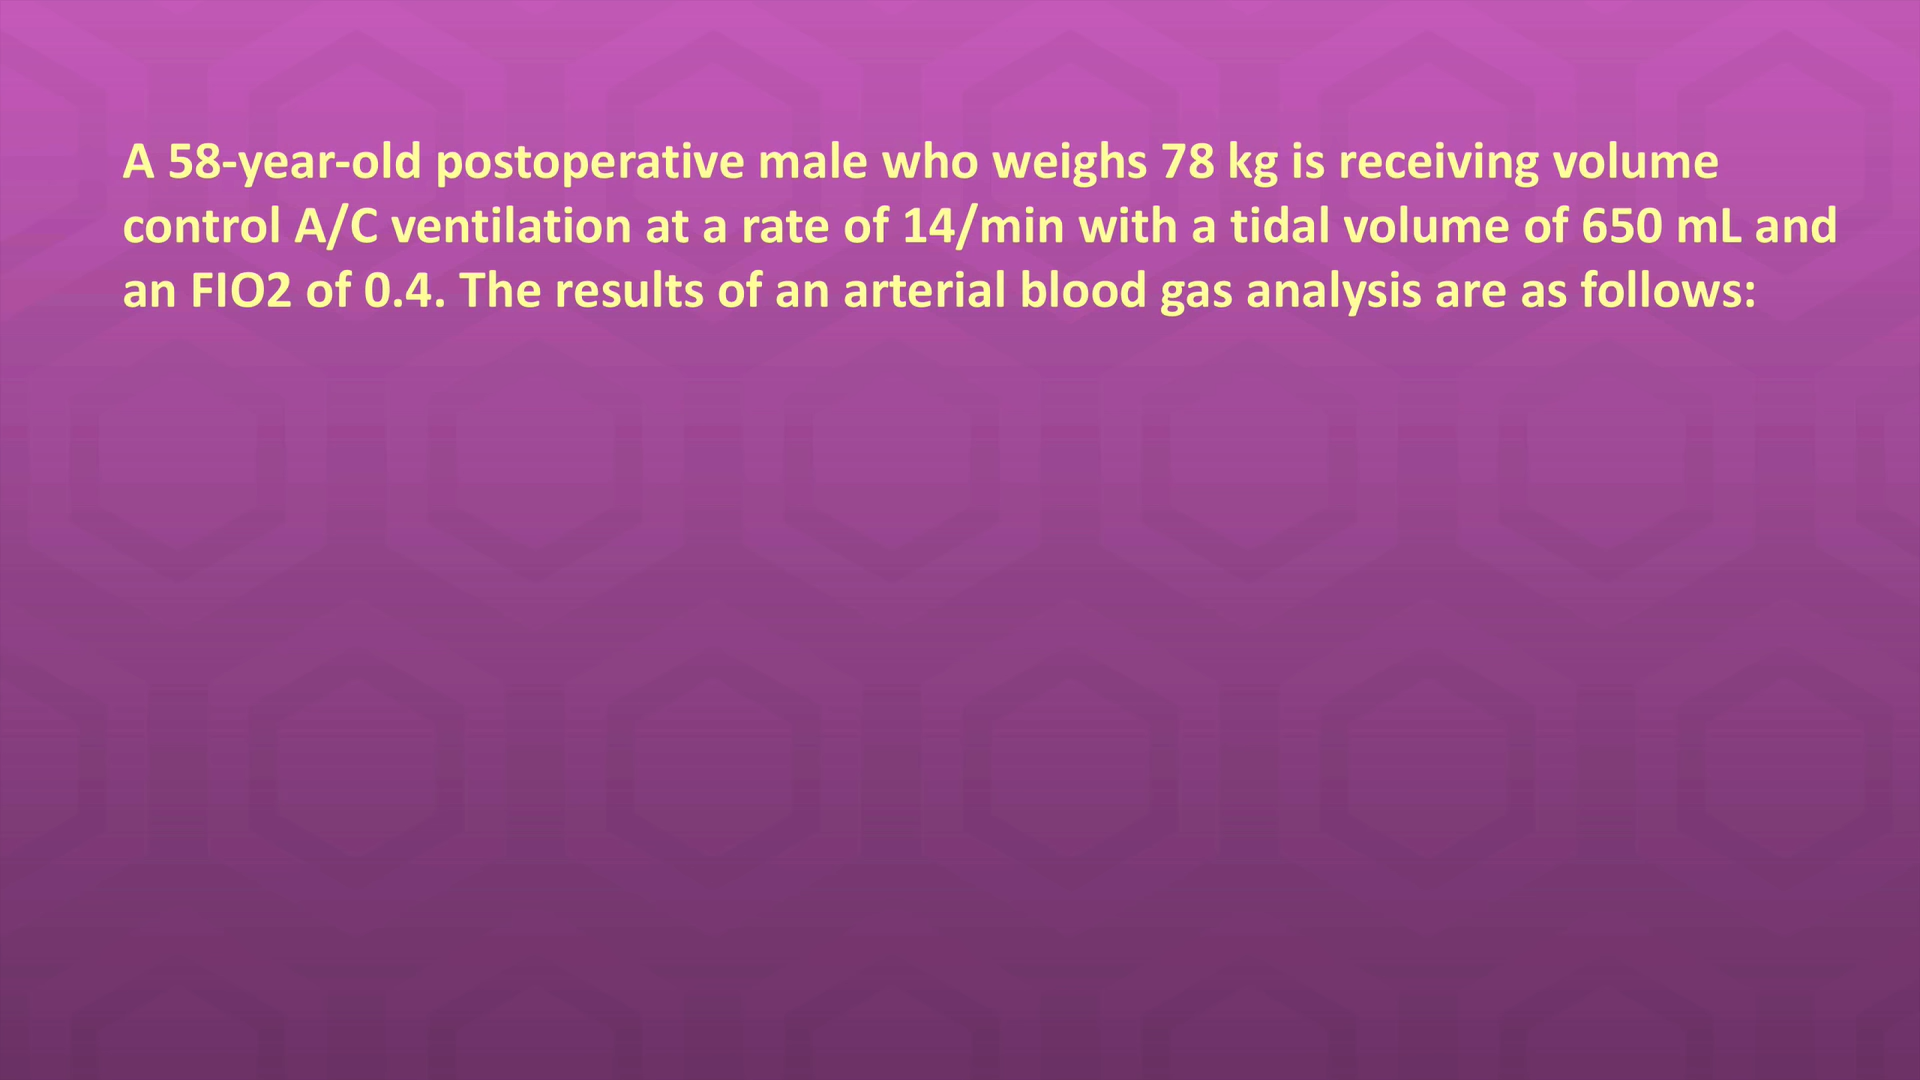 A 58-year-old postoperative male who weighs 78 kg is receiving volume
control A/C ventilation at a rate of 14/min with a tidal volume of 650 mL and
an FIO2 of 0.4. The results of an arterial blood gas analysis are as follows: